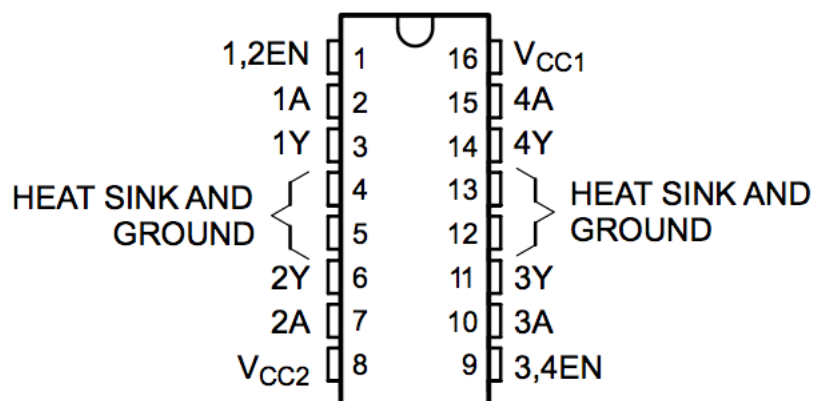 1,2EN 1 16 VCC1
1A 2 15 4A
1Y 3 14 4Y
HEAT SINK AND
GROUND
4 13
5 12
HEAT SINK AND
GROUND
2Y 6 11 3Y
2A 7 10 3A
VCC2 8 9 3,4EN